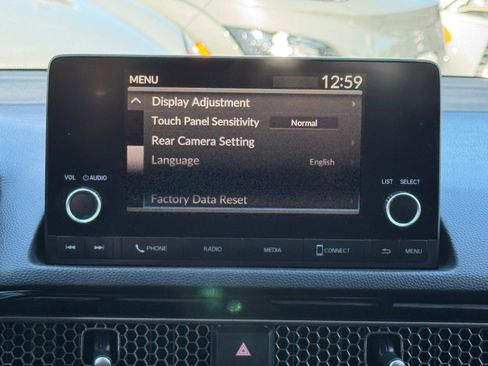 MENU 12:59
Display Adjustment
Touch Panel Sensitivity Normal
Rear Camera Setting
Language English
Factory Data Reset
VOL AUDIO
LIST SELECT
PHONE RADIO MEDIA CONNECT MENU